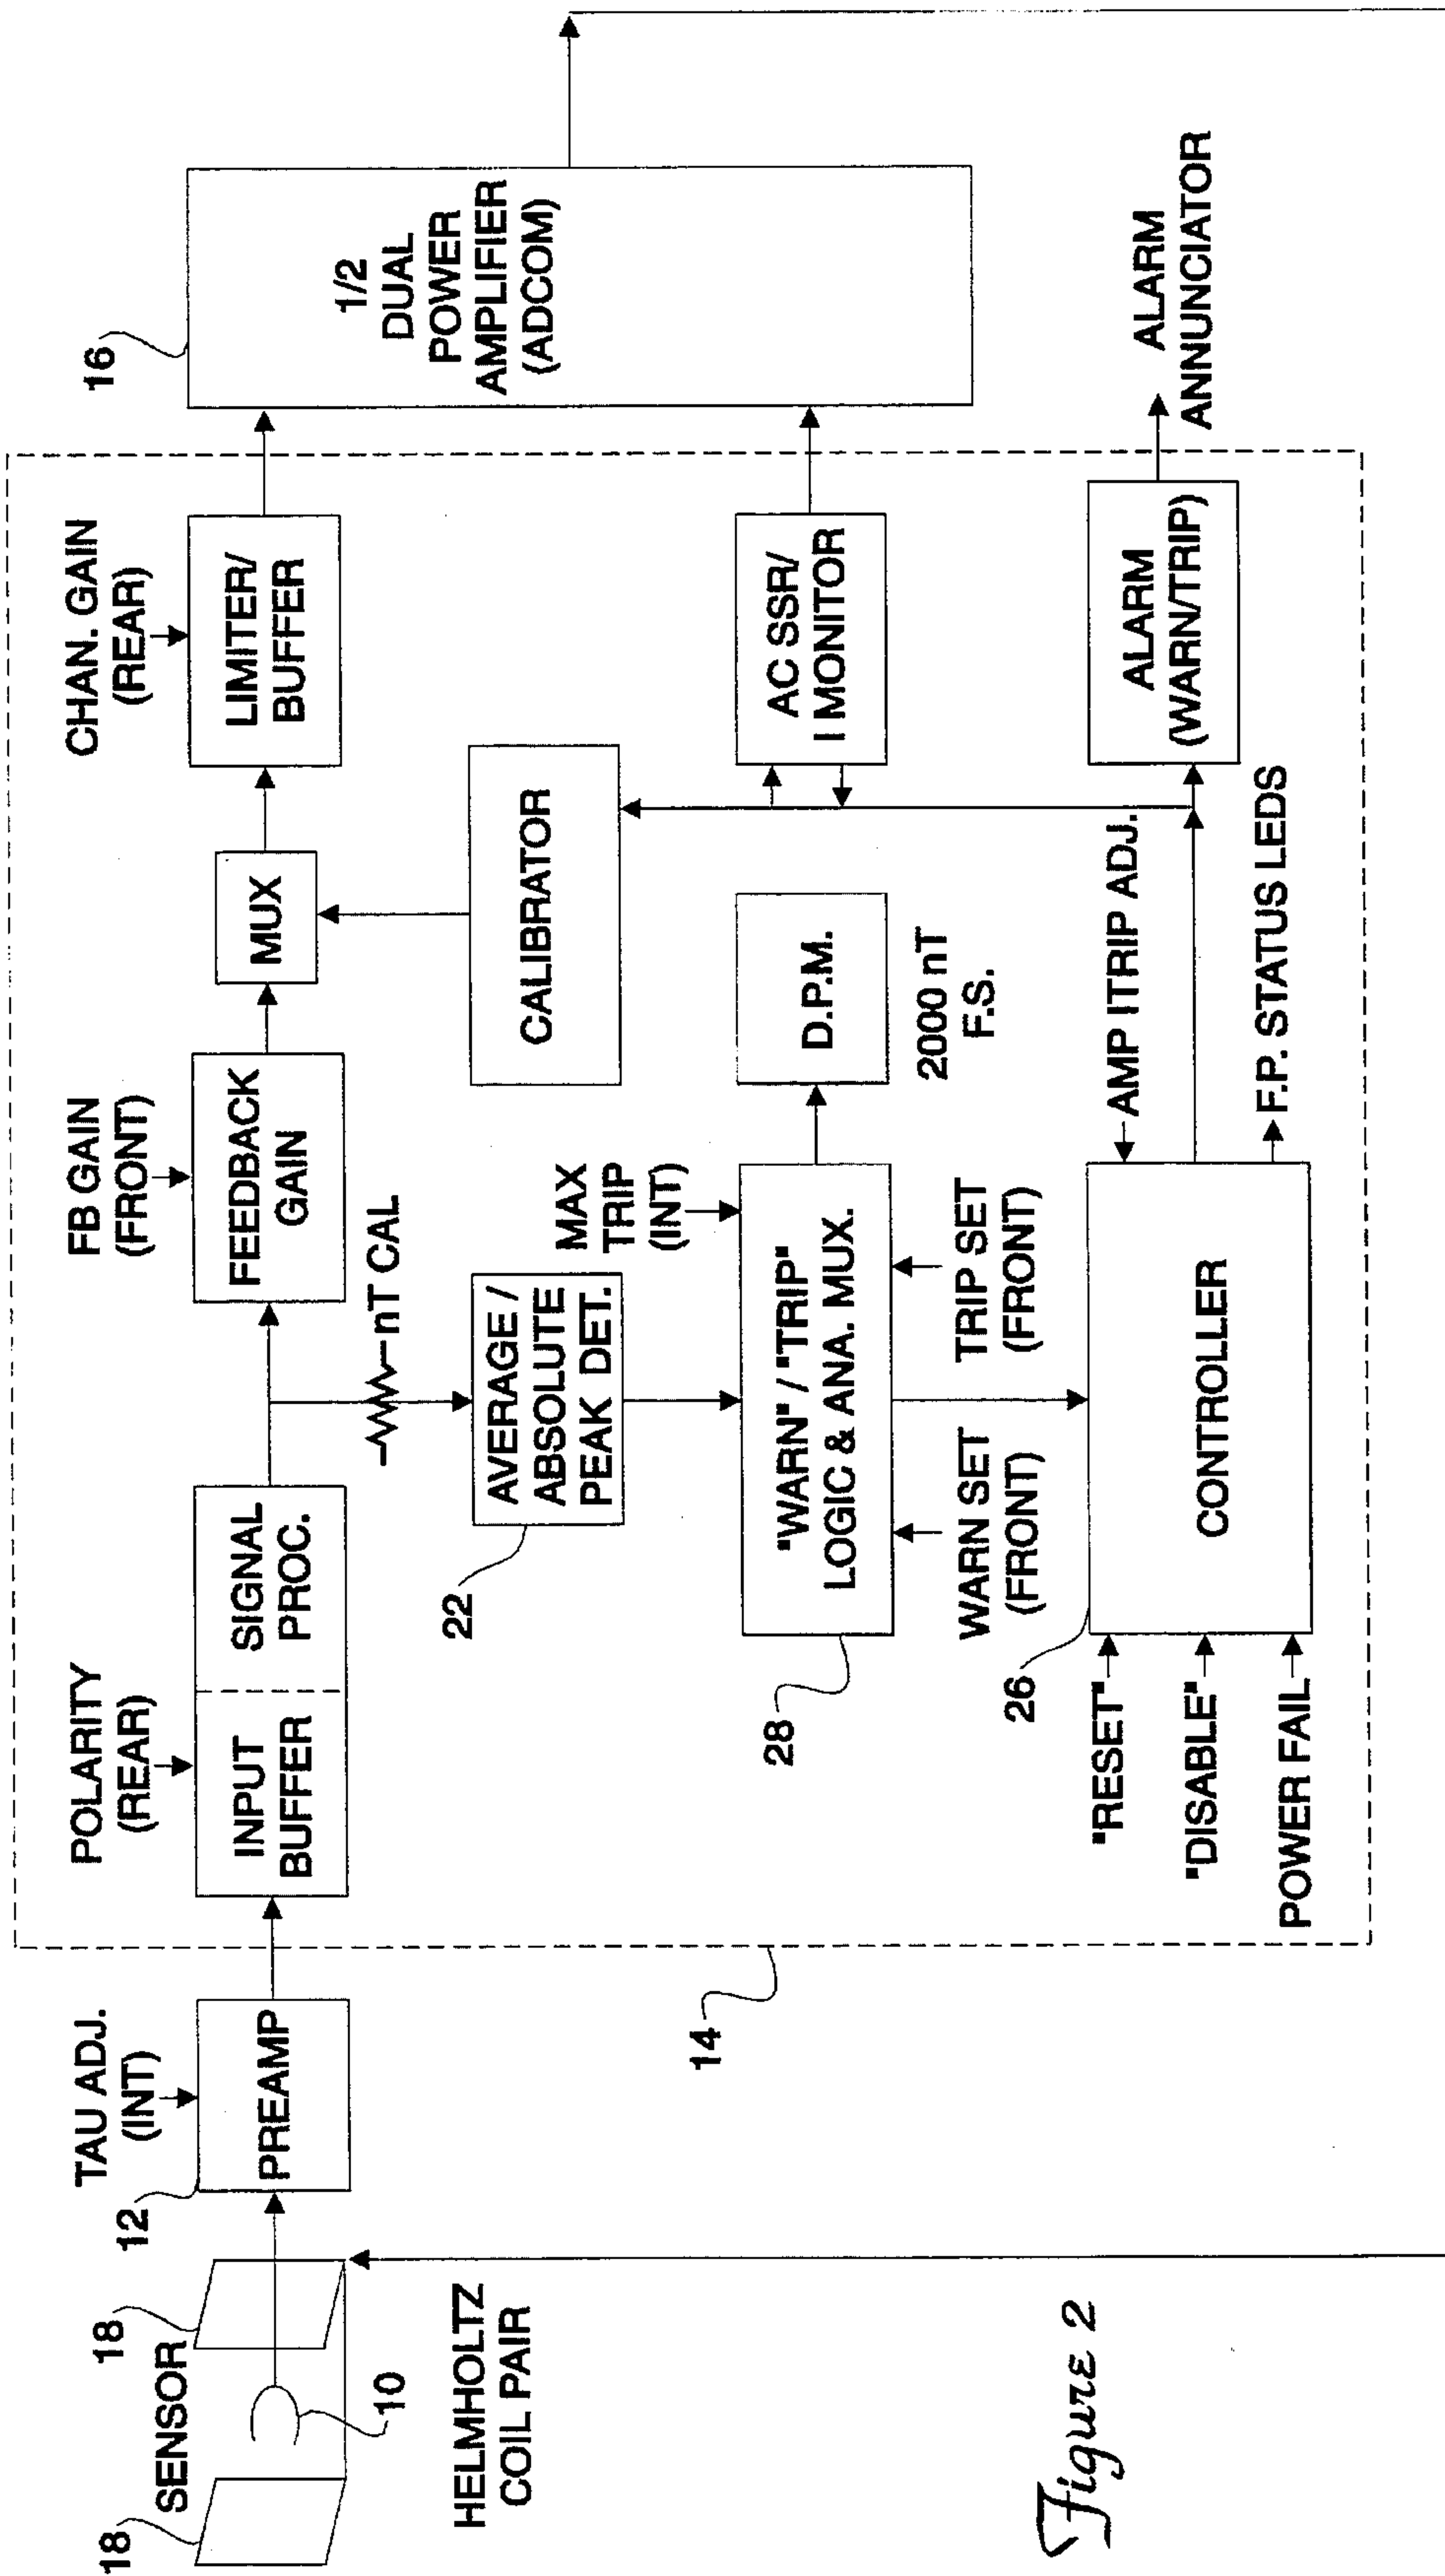 TAU ADJ.
(INT)
POLARITY
(REAR)
FB GAIN
(FRONT)
CHAN. GAIN
(REAR)
16
18
SENSOR
18
12
PREAMP
INPUT
BUFFER
SIGNAL
PROC.
FEEDBACK
GAIN
MUX
LIMITER/
BUFFER
1/2
DUAL
POWER
AMPLIFIER
(ADCOM)
10
HELMHOLTZ
COIL PAIR
nT CAL
22
AVERAGE /
ABSOLUTE
PEAK DET.
CALIBRATOR
MAX
TRIP
(INT)
14
28
"WARN" / "TRIP"
LOGIC & ANA. MUX.
D.P.M.
2000 nT
F.S.
AC SSR/
I MONITOR
WARN SET
(FRONT)
TRIP SET
(FRONT)
26
"RESET"
"DISABLE"
POWER FAIL
CONTROLLER
AMP ITRIP ADJ.
F.P. STATUS LEDS
ALARM
(WARN/TRIP)
ALARM
ANNUNCIATOR
Figure 2